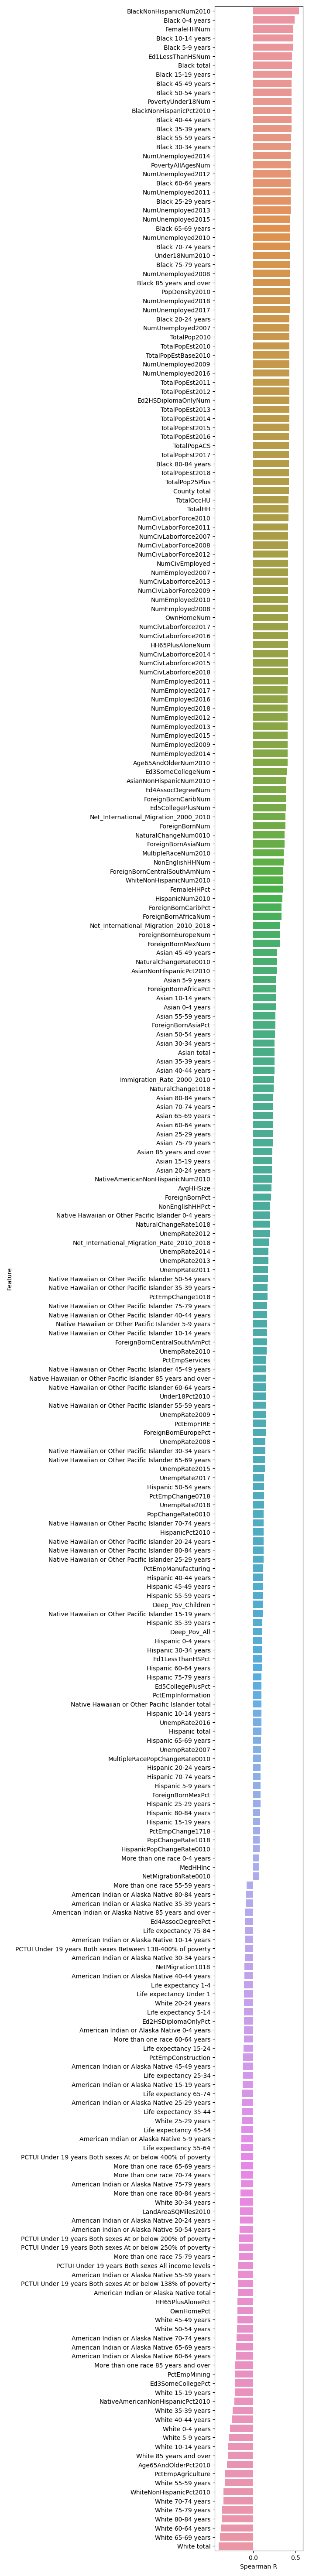 BlackNonHispanicNum2010
Black 0-4 years
FemaleHHNum
Black 10-14 years
Black 5-9 years
Ed1LessThanHSNum
Black total
Black 15-19 years
Black 45-49 years
Black 50-54 years
PovertyUnder18Num
BlackNonHispanicPct2010
Black 40-44 years
Black 35-39 years
Black 55-59 years
Black 30-34 years
NumUnemployed2014
PovertyAllAgesNum
NumUnemployed2012
Black 60-64 years
NumUnemployed2011
Black 25-29 years
NumUnemployed2013
NumUnemployed2015
Black 65-69 years
NumUnemployed2010
Black 70-74 years
Under18Num2010
Black 75-79 years
NumUnemployed2008
Black 85 years and over
PopDensity2010
NumUnemployed2018
NumUnemployed2017
Black 20-24 years
NumUnemployed2007
TotalPop2010
TotalPopEst2010
TotalPopEstBase2010
NumUnemployed2009
NumUnemployed2016
TotalPopEst2011
TotalPopEst2012
Ed2HSDiplomaOnlyNum
TotalPopEst2013
TotalPopEst2014
TotalPopEst2015
TotalPopEst2016
TotalPopACS
TotalPopEst2017
Black 80-84 years
TotalPopEst2018
TotalPop25Plus
County total
TotalOccHU
TotalHH
NumCivLaborForce2010
NumCivLaborForce2011
NumCivLaborForce2007
NumCivLaborForce2008
NumCivLaborForce2012
NumCivEmployed
NumEmployed2007
NumCivLaborforce2013
NumCivLaborForce2009
NumEmployed2010
NumEmployed2008
OwnHomeNum
NumCivLaborforce2017
NumCivLaborforce2016
HH65PlusAloneNum
NumCivLaborforce2014
NumCivLaborforce2015
NumCivLaborforce2018
NumEmployed2011
NumEmployed2017
NumEmployed2016
NumEmployed2018
NumEmployed2012
NumEmployed2013
NumEmployed2015
NumEmployed2009
NumEmployed2014
Age65AndOlderNum2010
Ed3SomeCollegeNum
AsianNonHispanicNum2010
Ed4AssocDegreeNum
ForeignBornCaribNum
Ed5CollegePlusNum
Net_International_Migration_2000_2010
ForeignBornNum
NaturalChangeNum0010
ForeignBornAsiaNum
MultipleRaceNum2010
NonEnglishHHNum
ForeignBornCentralSouthAmNum
WhiteNonHispanicNum2010
FemaleHHPct
HispanicNum2010
ForeignBornCaribPct
ForeignBornAfricaNum
Net_International_Migration_2010_2018
ForeignBornEuropeNum
ForeignBornMexNum
Asian 45-49 years
NaturalChangeRate0010
AsianNonHispanicPct2010
Asian 5-9 years
ForeignBornAfricaPct
Asian 10-14 years
Asian 0-4 years
Asian 55-59 years
ForeignBornAsiaPct
Asian 50-54 years
Asian 30-34 years
Asian total
Asian 35-39 years
Asian 40-44 years
Immigration_Rate_2000_2010
NaturalChange1018
Asian 80-84 years
Asian 70-74 years
Asian 65-69 years
Asian 60-64 years
Asian 25-29 years
Asian 75-79 years
Asian 85 years and over
Asian 15-19 years
Asian 20-24 years
NativeAmericanNonHispanicNum2010
AvgHHSize
ForeignBornPct
NonEnglishHHPct
Native Hawaiian or Other Pacific Islander 0-4 years
NaturalChangeRate1018
UnempRate2012
Net_International_Migration_Rate_2010_2018
UnempRate2014
UnempRate2013
UnempRate2011
Native Hawaiian or Other Pacific Islander 50-54 years
Native Hawaiian or Other Pacific Islander 35-39 years
PctEmpChange1018
Native Hawaiian or Other Pacific Islander 75-79 years
Native Hawaiian or Other Pacific Islander 40-44 years
Native Hawaiian or Other Pacific Islander 5-9 years
Native Hawaiian or Other Pacific Islander 10-14 years
ForeignBornCentralSouthAmPct
UnempRate2010
PctEmpServices
Native Hawaiian or Other Pacific Islander 45-49 years
Native Hawaiian or Other Pacific Islander 85 years and over
Native Hawaiian or Other Pacific Islander 60-64 years
Under18Pct2010
Native Hawaiian or Other Pacific Islander 55-59 years
UnempRate2009
PctEmpFIRE
ForeignBornEuropePct
UnempRate2008
Native Hawaiian or Other Pacific Islander 30-34 years
Native Hawaiian or Other Pacific Islander 65-69 years
UnempRate2015
UnempRate2017
Hispanic 50-54 years
PctEmpChange0718
UnempRate2018
PopChangeRate0010
Native Hawaiian or Other Pacific Islander 70-74 years
HispanicPct2010
Native Hawaiian or Other Pacific Islander 20-24 years
Native Hawaiian or Other Pacific Islander 80-84 years
Native Hawaiian or Other Pacific Islander 25-29 years
PctEmpManufacturing
Hispanic 40-44 years
Hispanic 45-49 years
Hispanic 55-59 years
Deep_Pov_Children
Native Hawaiian or Other Pacific Islander 15-19 years
Hispanic 35-39 years
Deep_Pov_All
Hispanic 0-4 years
Hispanic 30-34 years
Ed1LessThanHSPct
Hispanic 60-64 years
Hispanic 75-79 years
Ed5CollegePlusPct
PctEmpInformation
Native Hawaiian or Other Pacific Islander total
Hispanic 10-14 years
UnempRate2016
Hispanic total
Hispanic 65-69 years
UnempRate2007
MultipleRacePopChangeRate0010
Hispanic 20-24 years
Hispanic 70-74 years
Hispanic 5-9 years
ForeignBornMexPct
Hispanic 25-29 years
Hispanic 80-84 years
Hispanic 15-19 years
PctEmpChange1718
PopChangeRate1018
HispanicPopChangeRate0010
More than one race 0-4 years
MedHHInc
NetMigrationRate0010
More than one race 55-59 years
American Indian or Alaska Native 80-84 years
American Indian or Alaska Native 35-39 years
American Indian or Alaska Native 85 years and over
Ed4AssocDegreePct
Life expectancy 75-84
American Indian or Alaska Native 10-14 years
PCTUI Under 19 years Both sexes Between 138-400% of poverty
American Indian or Alaska Native 30-34 years
NetMigration1018
American Indian or Alaska Native 40-44 years
Life expectancy 1-4
Life expectancy Under 1
White 20-24 years
Life expectancy 5-14
Ed2HSDiplomaOnlyPct
American Indian or Alaska Native 0-4 years
More than one race 60-64 years
Life expectancy 15-24
PctEmpConstruction
American Indian or Alaska Native 45-49 years
Life expectancy 25-34
American Indian or Alaska Native 15-19 years
Life expectancy 65-74
American Indian or Alaska Native 25-29 years
Life expectancy 35-44
White 25-29 years
Life expectancy 45-54
American Indian or Alaska Native 5-9 years
Life expectancy 55-64
PCTUI Under 19 years Both sexes At or below 400% of poverty
More than one race 65-69 years
More than one race 70-74 years
American Indian or Alaska Native 75-79 years
More than one race 80-84 years
White 30-34 years
LandAreaSQMiles2010
American Indian or Alaska Native 20-24 years
American Indian or Alaska Native 50-54 years
PCTUI Under 19 years Both sexes At or below 200% of poverty
PCTUI Under 19 years Both sexes At or below 250% of poverty
More than one race 75-79 years
PCTUI Under 19 years Both sexes All income levels
American Indian or Alaska Native 55-59 years
PCTUI Under 19 years Both sexes At or below 138% of poverty
American Indian or Alaska Native total
HH65PlusAlonePct
OwnHomePct
White 45-49 years
White 50-54 years
American Indian or Alaska Native 70-74 years
American Indian or Alaska Native 65-69 years
American Indian or Alaska Native 60-64 years
More than one race 85 years and over
PctEmpMining
Ed3SomeCollegePct
White 15-19 years
NativeAmericanNonHispanicPct2010
White 35-39 years
White 40-44 years
White 0-4 years
White 5-9 years
White 10-14 years
White 85 years and over
Age65AndOlderPct2010
PctEmpAgriculture
White 55-59 years
WhiteNonHispanicPct2010
White 70-74 years
White 75-79 years
White 80-84 years
White 60-64 years
White 65-69 years
White total
Feature
0.0 0.5
Spearman R